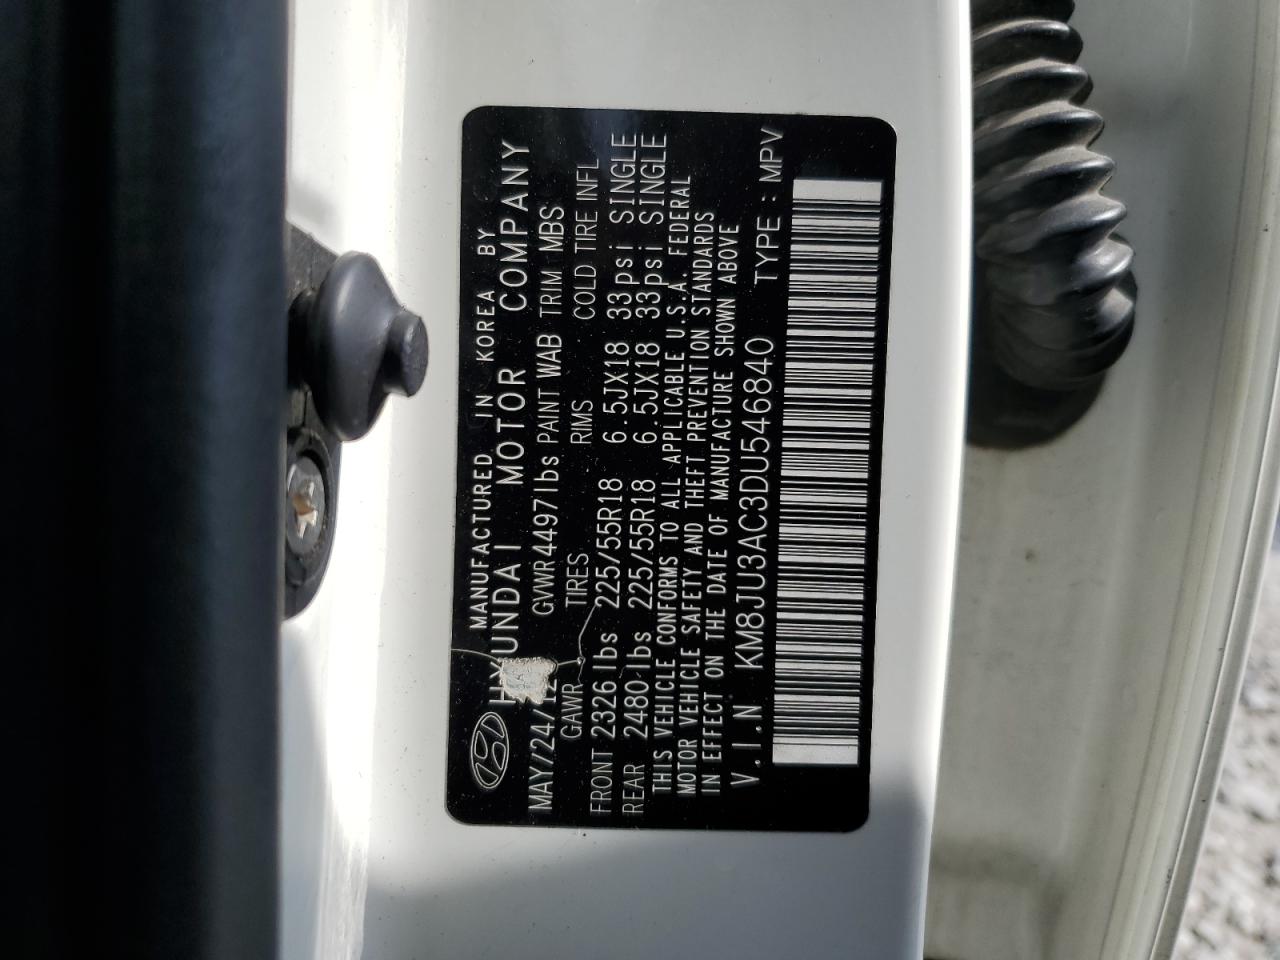 MANUFACTURED IN KOREA BY
HYUNDAI MOTOR COMPANY
MAY/24/12 GVWR 4497lbs PAINT WAB TRIM MBS
GAWR TIRES RIMS COLD TIRE INFL
FRONT 2326lbs 225/55R18 6.5JX18 33psi SINGLE
REAR 2480lbs 225/55R18 6.5JX18 33psi SINGLE
THIS VEHICLE CONFORMS TO ALL APPLICABLE U.S.A. FEDERAL
MOTOR VEHICLE SAFETY AND THEFT PREVENTION STANDARDS
IN EFFECT ON THE DATE OF MANUFACTURE SHOWN ABOVE
V.I.N KM8JU3AC3DU546840 TYPE : MPV